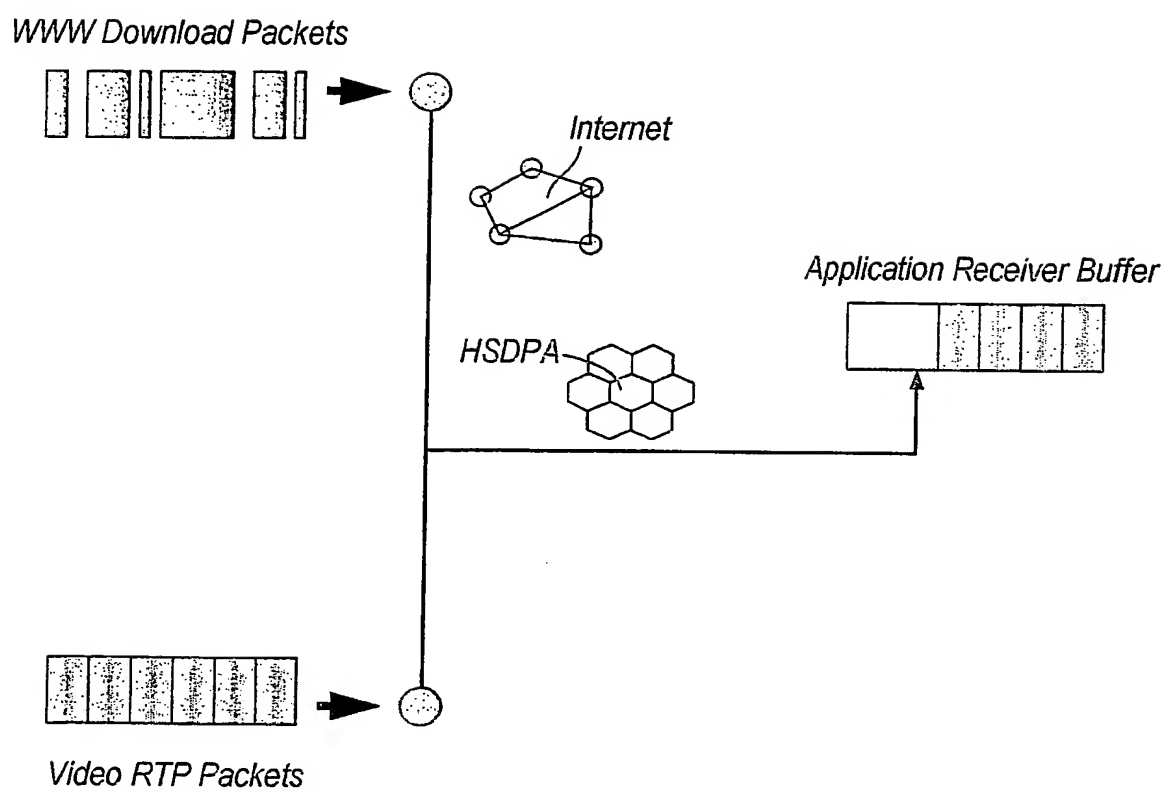 WWW Download Packets
Internet
Application Receiver Buffer
HSDPA
Video RTP Packets